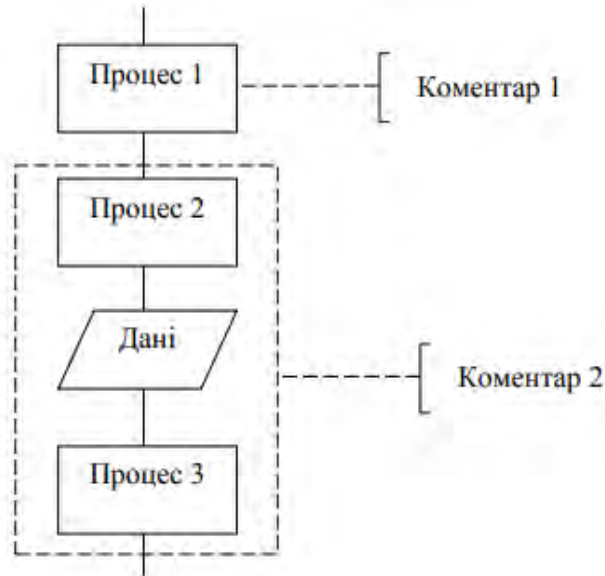 Процес 1
Коментар 1
Процес 2
Дані
Коментар 2
Процес 3